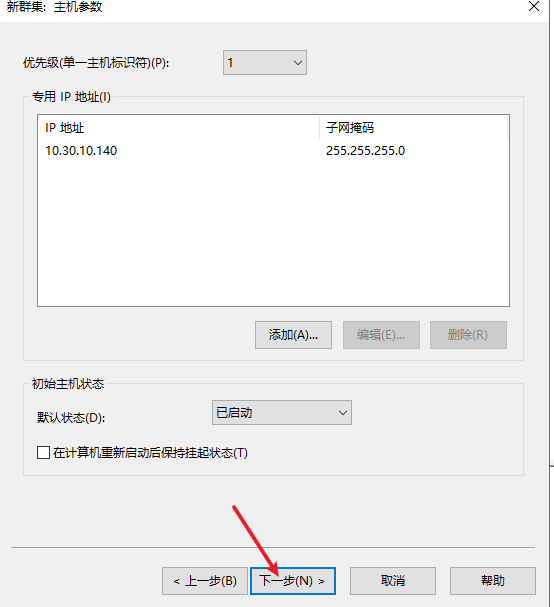 新群集: 主机参数
优先级(单一主机标识符)(P):
1
专用 IP 地址(I)
IP 地址 子网掩码
10.30.10.140 255.255.255.0
添加(A)... 编辑(E)... 删除(R)
初始主机状态
默认状态(D):
已启动
在计算机重新启动后保持挂起状态(T)
< 上一步(B) 下一步(N) > 取消 帮助